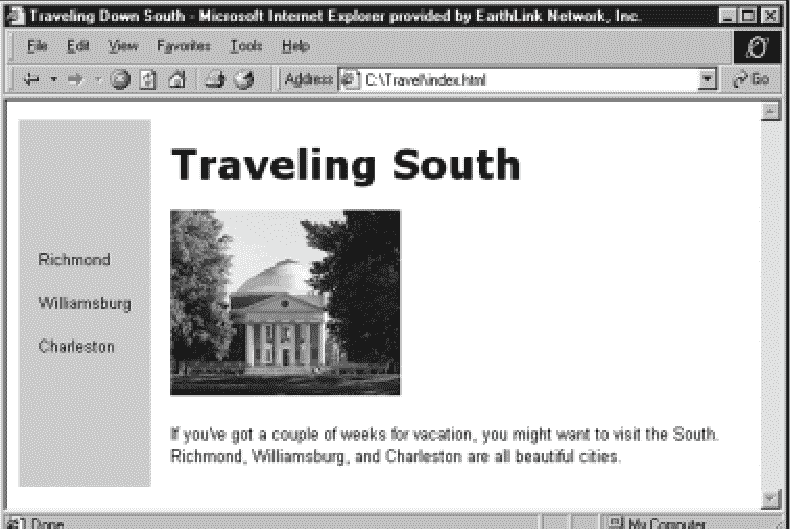 Traveling Down South - Microsoft Internet Explorer provided by EarthLink Network, Inc.
File Edit View Favorites Tools Help
Address C:\Travel\index.html Go
Traveling South
Richmond
Williamsburg
Charleston
If you've got a couple of weeks for vacation, you might want to visit the South.
Richmond, Williamsburg, and Charleston are all beautiful cities.
Done My Computer